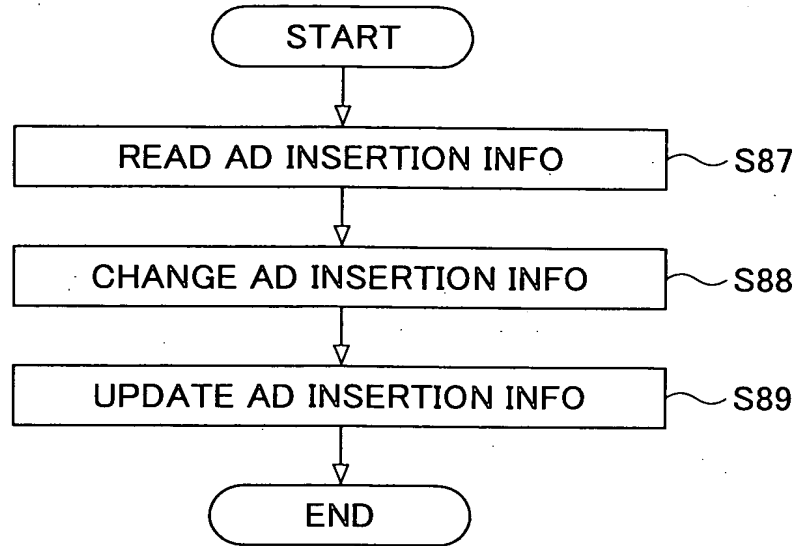 START
READ AD INSERTION INFO S87
CHANGE AD INSERTION INFO S88
UPDATE AD INSERTION INFO S89
END